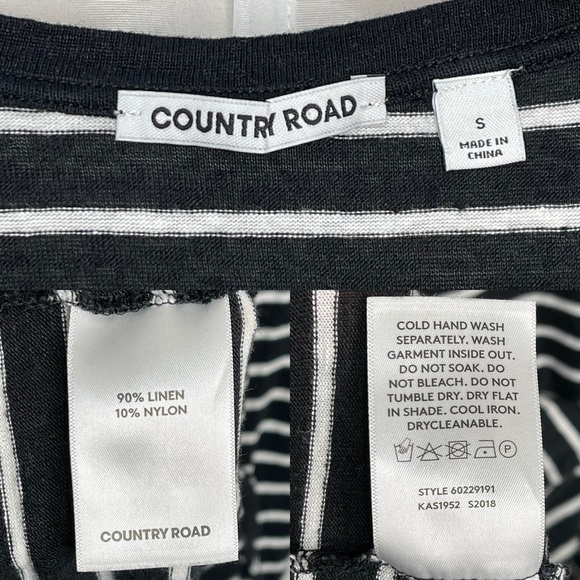 COUNTRY ROAD
S
MADE IN
CHINA
90% LINEN
10% NYLON
COUNTRY ROAD
COLD HAND WASH
SEPARATELY. WASH
GARMENT INSIDE OUT.
DO NOT SOAK. DO
NOT BLEACH. DO NOT
TUMBLE DRY. DRY FLAT
IN SHADE. COOL IRON.
DRYCLEANABLE.
P
STYLE 60229191
KAS1952 S2018